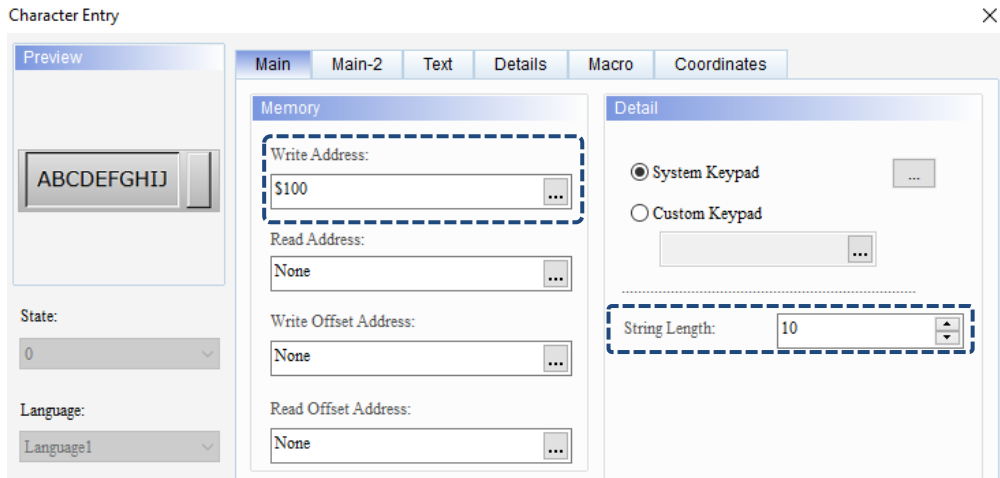 Character Entry
Preview
ABCDEFGHIJ
State:
0
Language:
Language1
Main Main-2 Text Details Macro Coordinates
Memory
Write Address:
$100
...
Read Address:
None
...
Write Offset Address:
None
...
Read Offset Address:
None
...
Detail
System Keypad
...
Custom Keypad
...
String Length: 10